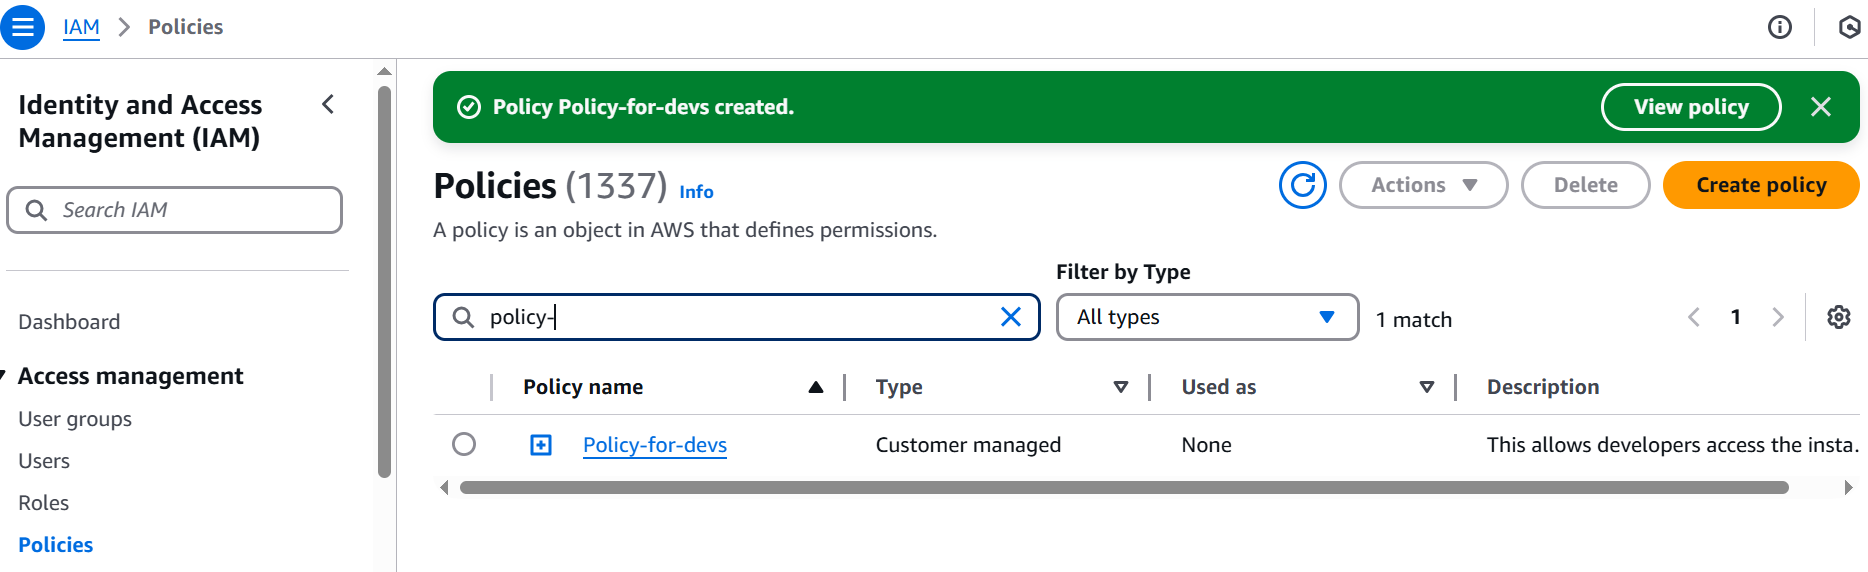 IAM > Policies
Identity and Access
Management (IAM)
Search IAM
Dashboard
Access management
User groups
Users
Roles
Policies
Policy Policy-for-devs created.
View policy
Policies (1337) Info
Actions
Delete
Create policy
A policy is an object in AWS that defines permissions.
Filter by Type
policy-
All types
1 match
1
Policy name
Type
Used as
Description
Policy-for-devs
Customer managed
None
This allows developers access the insta.